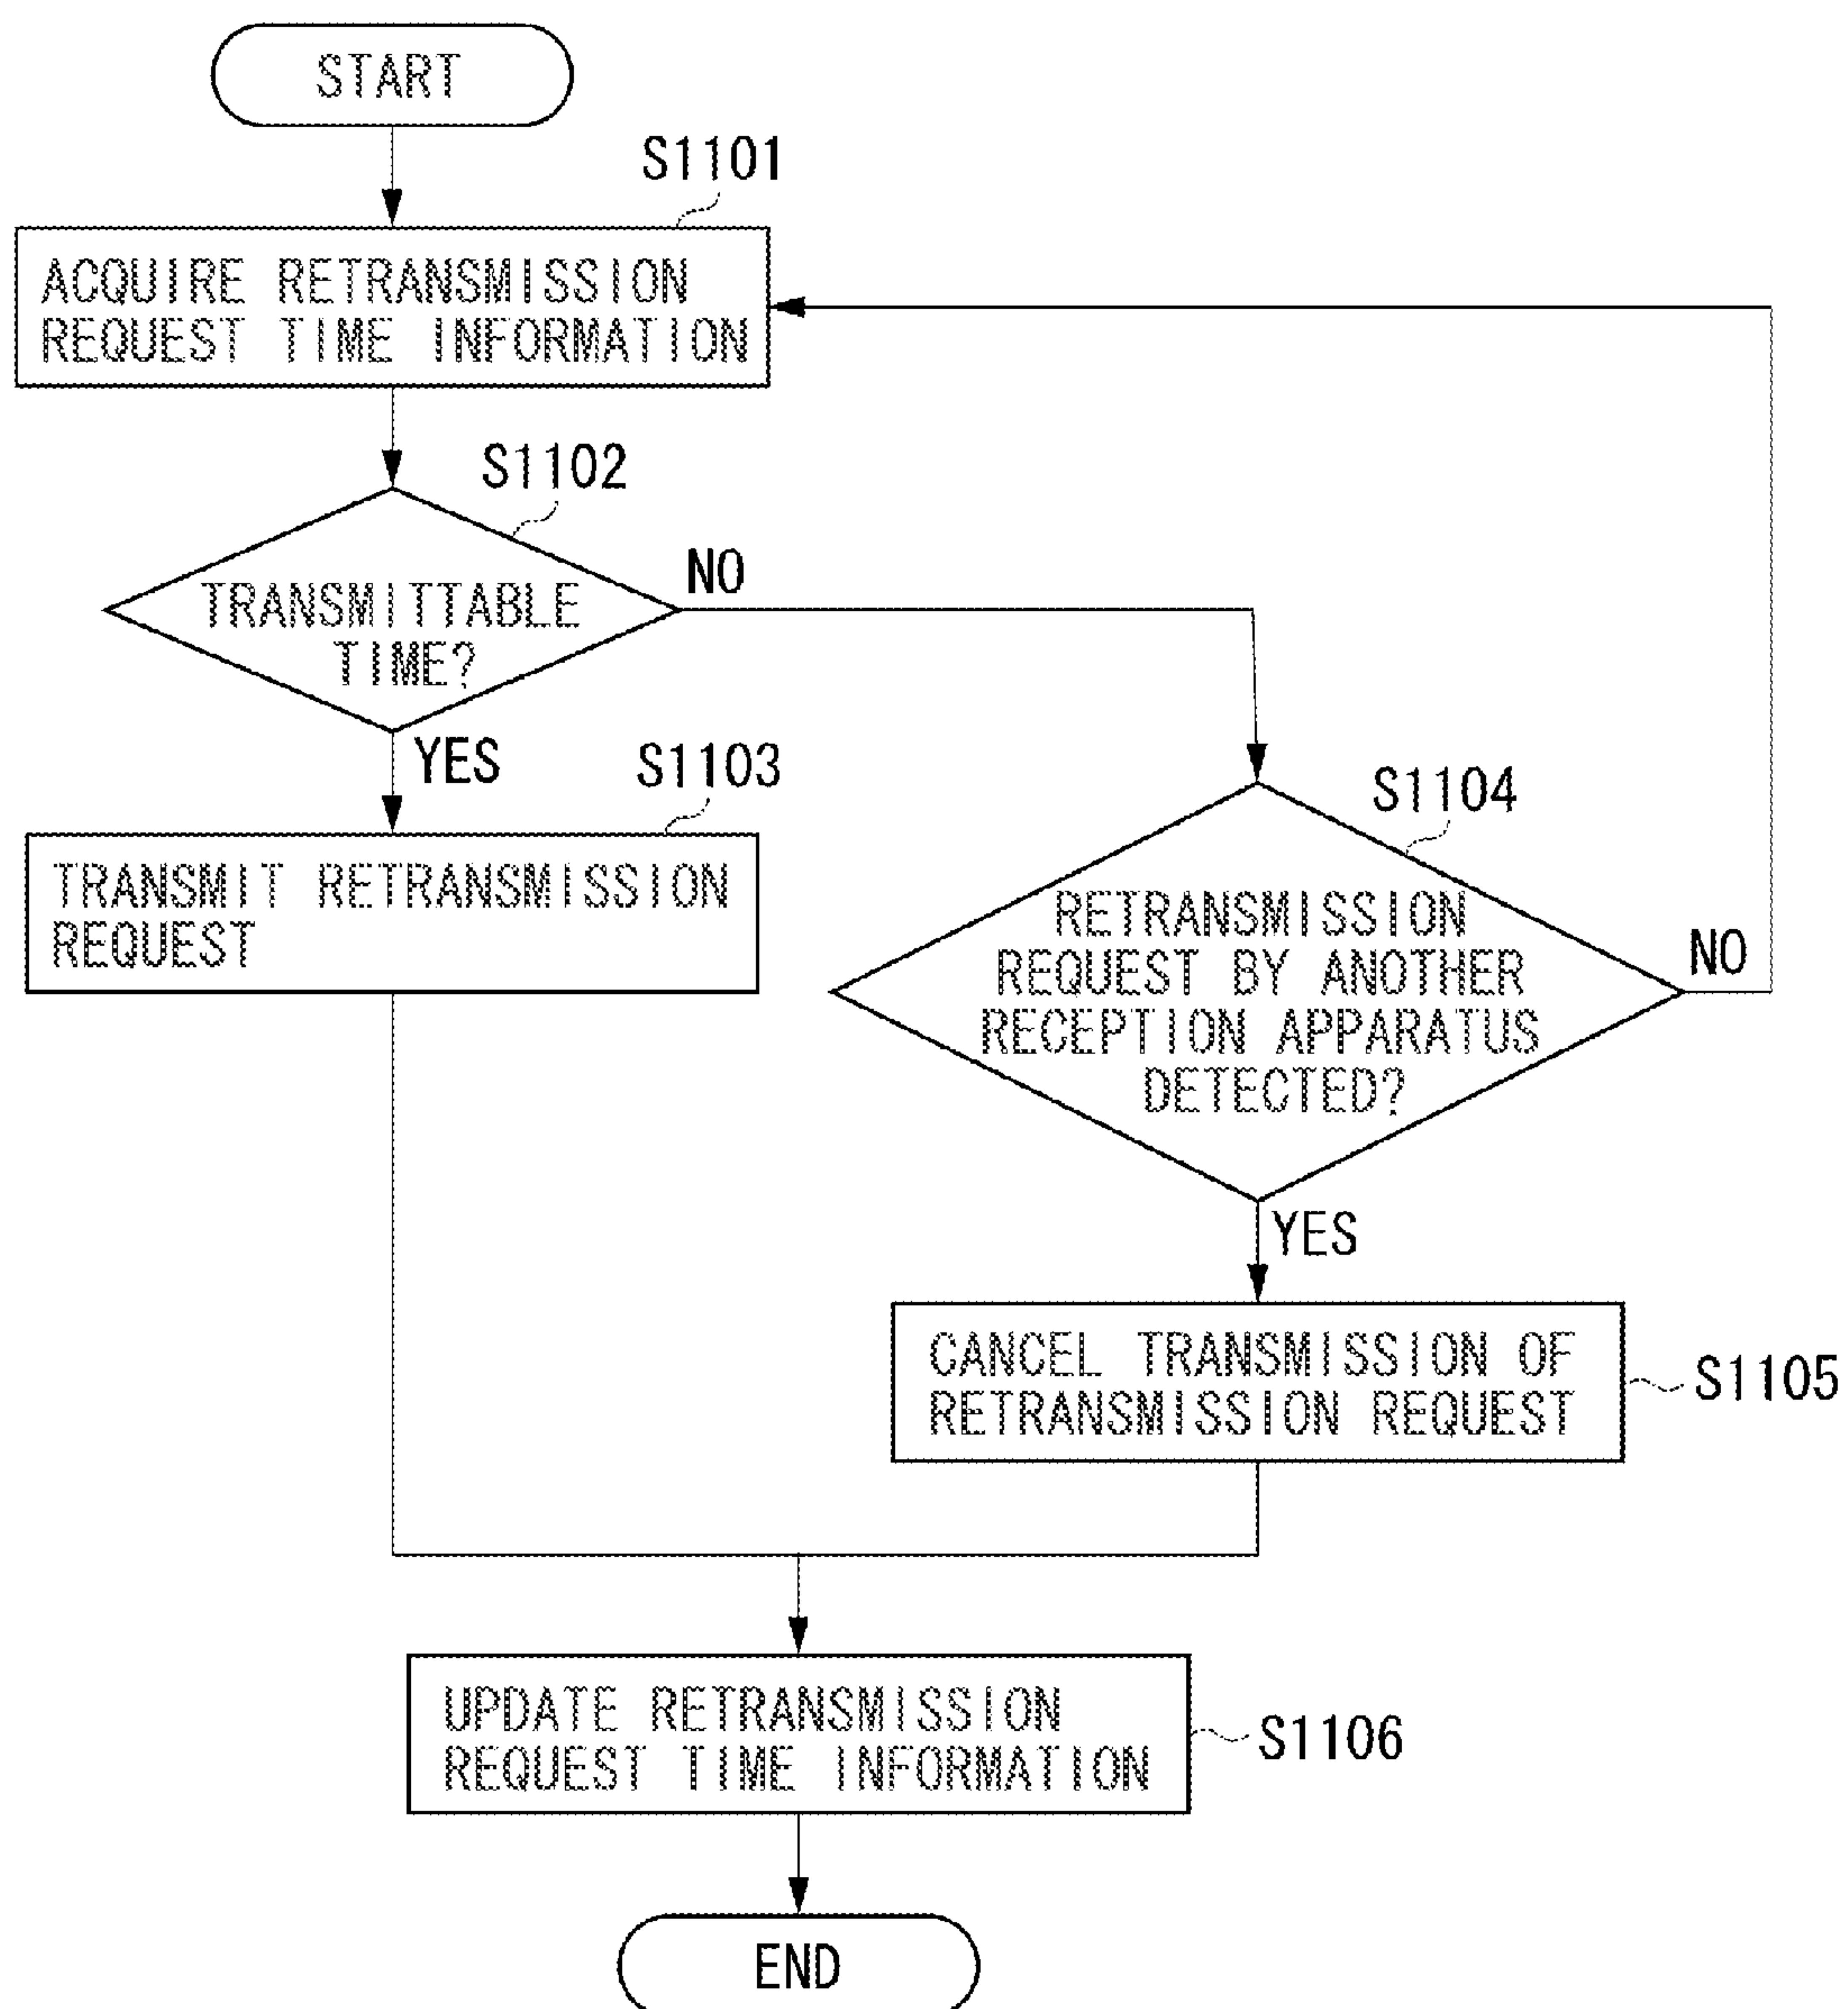 START
S1101
ACQUIRE RETRANSMISSION
REQUEST TIME INFORMATION
S1102
TRANSMITTABLE
TIME?
NO
YES
S1103
TRANSMIT RETRANSMISSION
REQUEST
S1104
RETRANSMISSION
REQUEST BY ANOTHER
RECEPTION APPARATUS
DETECTED?
NO
YES
CANCEL TRANSMISSION OF
RETRANSMISSION REQUEST
S1105
UPDATE RETRANSMISSION
REQUEST TIME INFORMATION
S1106
END